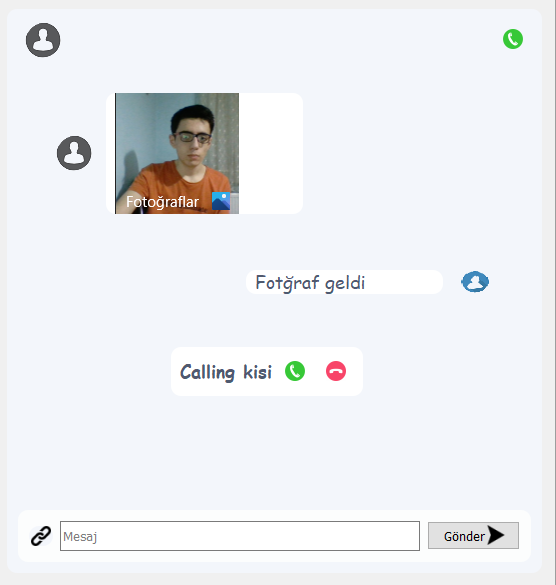 Fotoğraflar
Fotğraf geldi
Calling kisi
Mesaj
Gönder